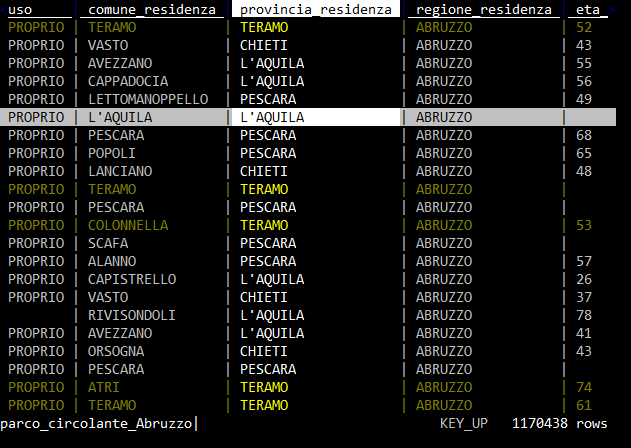 uso | comune_residenza | provincia_residenza | regione_residenza | eta_>
PROPRIO | TERAMO | TERAMO | ABRUZZO | 52
PROPRIO | VASTO | CHIETI | ABRUZZO | 43
PROPRIO | AVEZZANO | L'AQUILA | ABRUZZO | 55
PROPRIO | CAPPADOCIA | L'AQUILA | ABRUZZO | 56
PROPRIO | LETTOMANOPPELLO | PESCARA | ABRUZZO | 49
PROPRIO | L'AQUILA | L'AQUILA | ABRUZZO |
PROPRIO | PESCARA | PESCARA | ABRUZZO | 68
PROPRIO | POPOLI | PESCARA | ABRUZZO | 65
PROPRIO | LANCIANO | CHIETI | ABRUZZO | 48
PROPRIO | TERAMO | TERAMO | ABRUZZO |
PROPRIO | PESCARA | PESCARA | ABRUZZO |
PROPRIO | COLONNELLA | TERAMO | ABRUZZO | 53
PROPRIO | SCAFA | PESCARA | ABRUZZO |
PROPRIO | ALANNO | PESCARA | ABRUZZO | 57
PROPRIO | CAPISTRELLO | L'AQUILA | ABRUZZO | 26
PROPRIO | VASTO | CHIETI | ABRUZZO | 37
| RIVISONDOLI | L'AQUILA | ABRUZZO | 78
PROPRIO | AVEZZANO | L'AQUILA | ABRUZZO | 41
PROPRIO | ORSOGNA | CHIETI | ABRUZZO | 43
PROPRIO | PESCARA | PESCARA | ABRUZZO |
PROPRIO | ATRI | TERAMO | ABRUZZO | 74
PROPRIO | TERAMO | TERAMO | ABRUZZO | 61
parco_circolante_Abruzzo| KEY_UP 1170438 rows